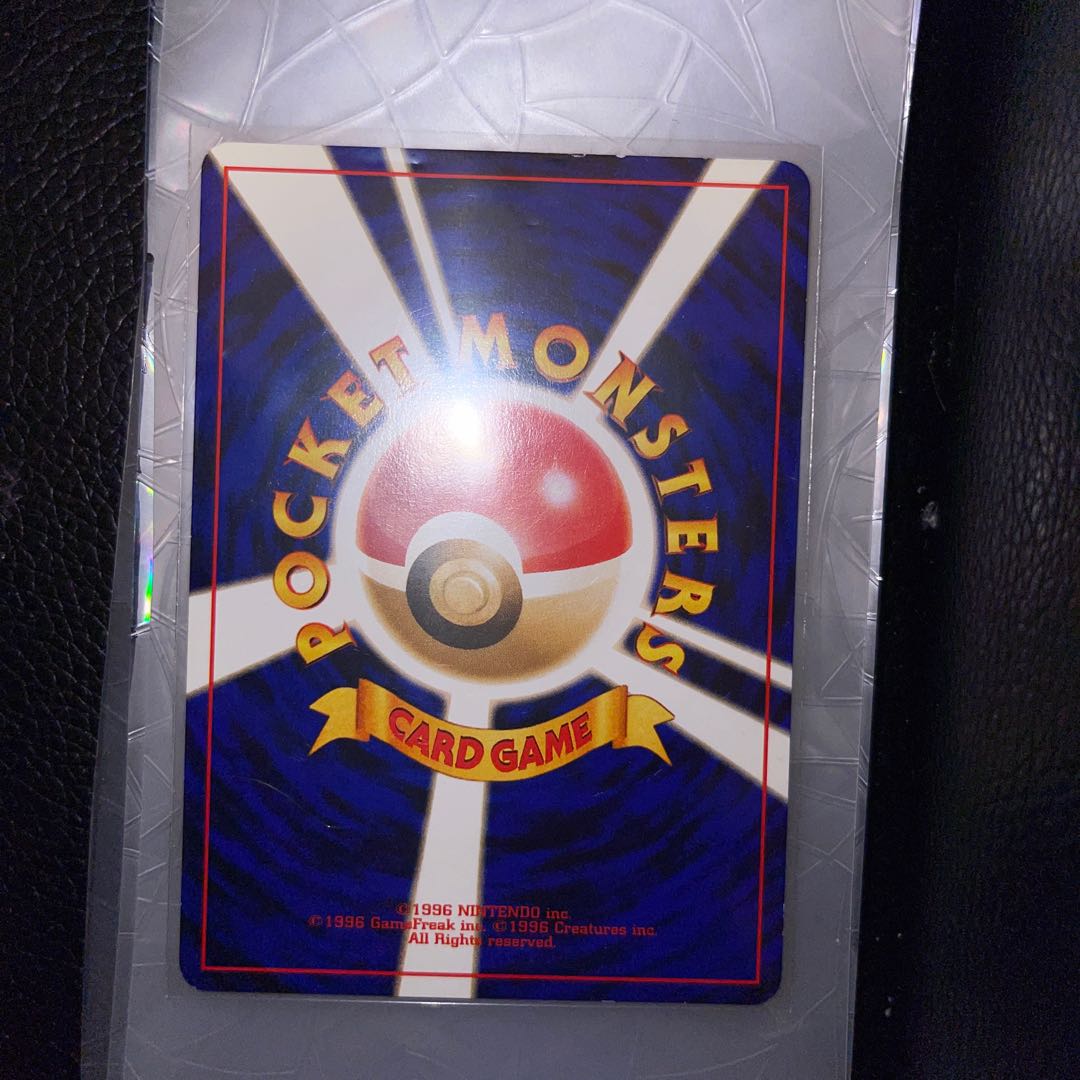 POCKET MONSTERS
CARD GAME
©1996 NINTENDO inc.
©1996 GameFreak inc. ©1996 Creatures inc.
All Rights reserved.